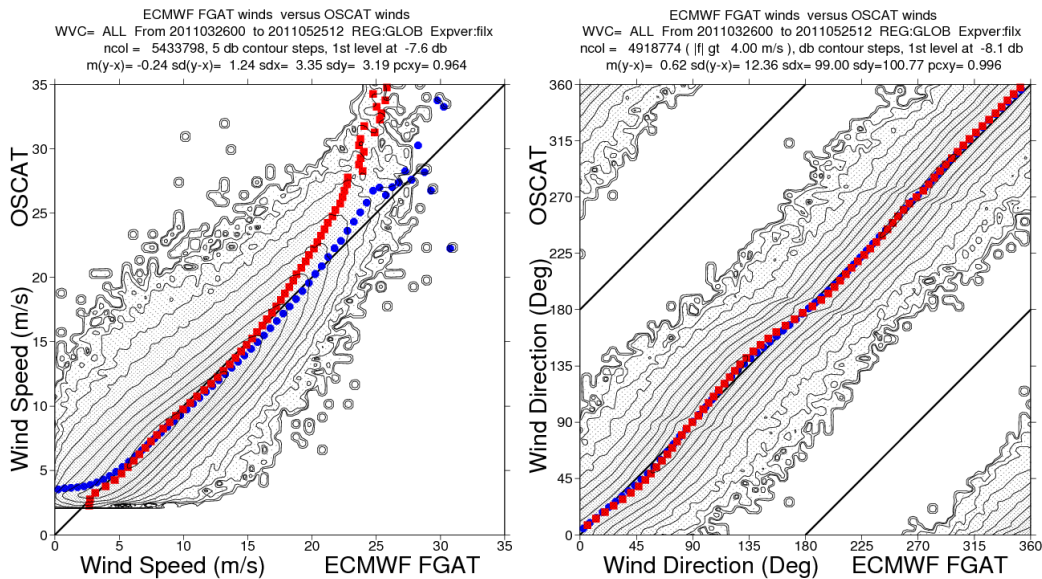 ECMWF FGAT winds versus OSCAT winds
WVC= ALL From 2011032600 to 2011052512 REG:GLOB Expver:filx
ncol = 5433798, 5 db contour steps, 1st level at -7.6 db
m(y-x)= -0.24 sd(y-x)= 1.24 sdx= 3.35 sdy= 3.19 pcxy= 0.964
35
30
25
20
15
10
5
0
Wind Speed (m/s) OSCAT
0 5 10 15 20 25 30 35
Wind Speed (m/s) ECMWF FGAT
ECMWF FGAT winds versus OSCAT winds
WVC= ALL From 2011032600 to 2011052512 REG:GLOB Expver:filx
ncol = 4918774 ( |f| gt 4.00 m/s ), db contour steps, 1st level at -8.1 db
m(y-x)= 0.62 sd(y-x)= 12.36 sdx= 99.00 sdy=100.77 pcxy= 0.996
360
315
270
225
180
135
90
45
0
Wind Direction (Deg) OSCAT
0 45 90 135 180 225 270 315 360
Wind Direction (Deg) ECMWF FGAT